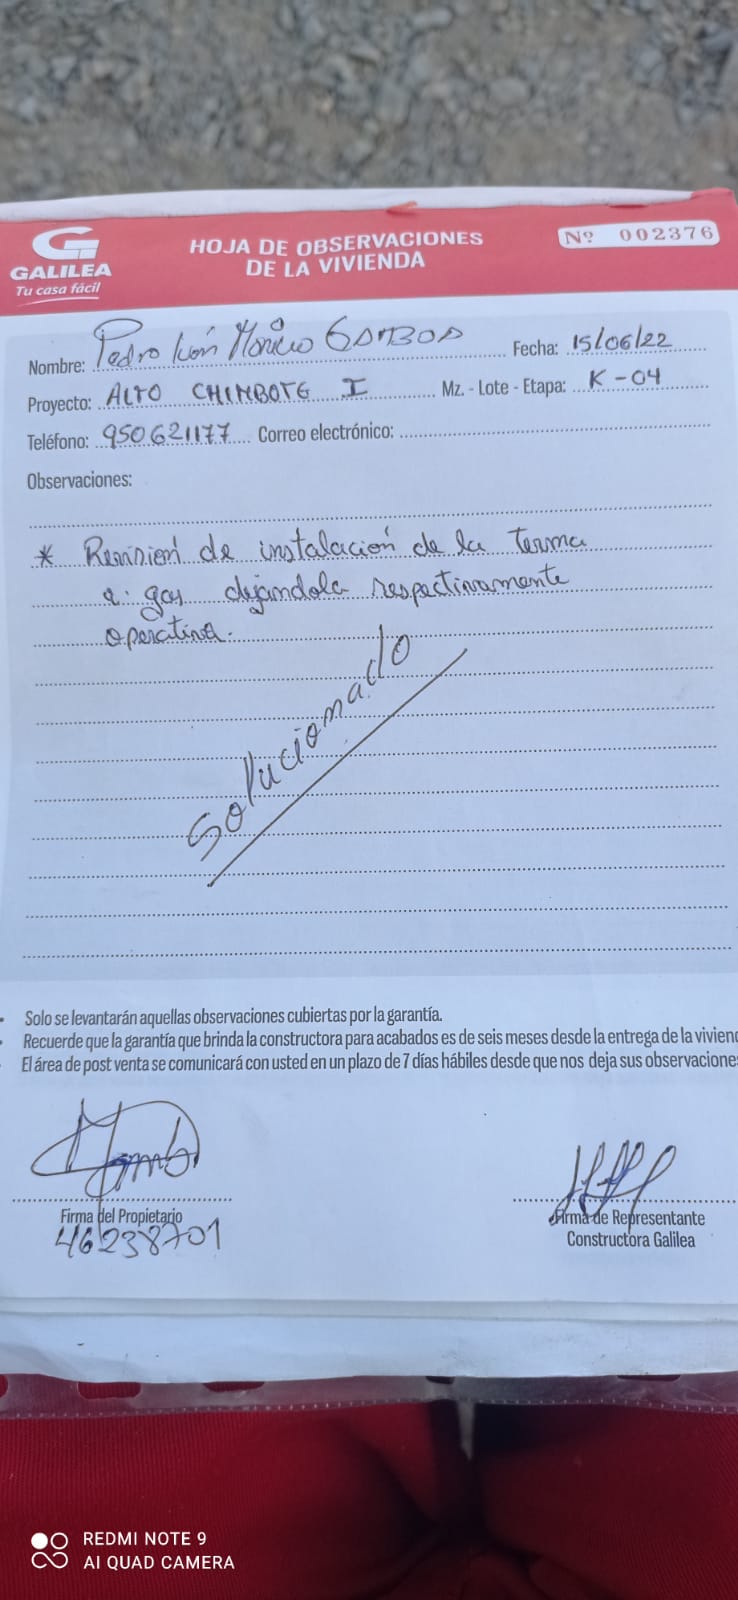 GALILEA
Tu casa fácil
HOJA DE OBSERVACIONES
DE LA VIVIENDA
Nº 002376
Nombre: Pedro Iván GAMBOA
Fecha: 15/06/22
Proyecto: ALTO CHIMBOTE I
Mz. - Lote - Etapa: K - 04
Teléfono: 950621177 Correo electrónico:
Observaciones:
* Revisión de instalación de la Terma
a gas dejándola respectivamente
operativa.
Solucionado
Solo se levantarán aquellas observaciones cubiertas por la garantía.
Recuerde que la garantía que brinda la constructora para acabados es de seis meses desde la entrega de la viviend
El área de post venta se comunicará con usted en un plazo de 7 días hábiles desde que nos deja sus observaciones
Firma del Propietario
46238701
Firma de Representante
Constructora Galilea
REDMI NOTE 9
AI QUAD CAMERA